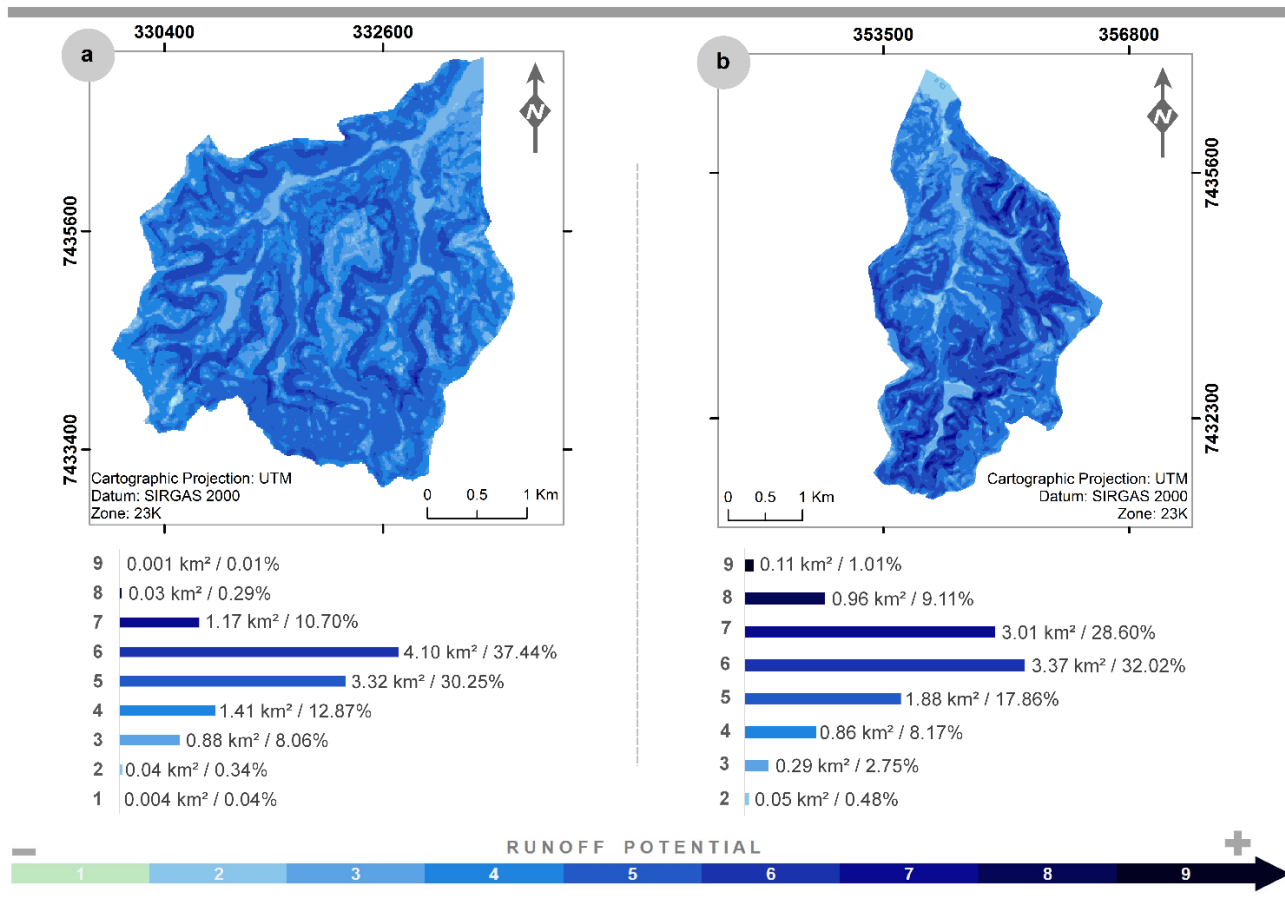 330400 332600
a
N
7435600
7433400
Cartographic Projection: UTM
Datum: SIRGAS 2000
Zone: 23K
0 0.5 1 Km
9 0.001 km² / 0.01%
8 0.03 km² / 0.29%
7 1.17 km² / 10.70%
6 4.10 km² / 37.44%
5 3.32 km² / 30.25%
4 1.41 km² / 12.87%
3 0.88 km² / 8.06%
2 0.04 km² / 0.34%
1 0.004 km² / 0.04%
353500 356800
b
N
7435600
7432300
Cartographic Projection: UTM
Datum: SIRGAS 2000
Zone: 23K
0 0.5 1 Km
9 0.11 km² / 1.01%
8 0.96 km² / 9.11%
7 3.01 km² / 28.60%
6 3.37 km² / 32.02%
5 1.88 km² / 17.86%
4 0.86 km² / 8.17%
3 0.29 km² / 2.75%
2 0.05 km² / 0.48%
RUNOFF POTENTIAL
1 2 3 4 5 6 7 8 9